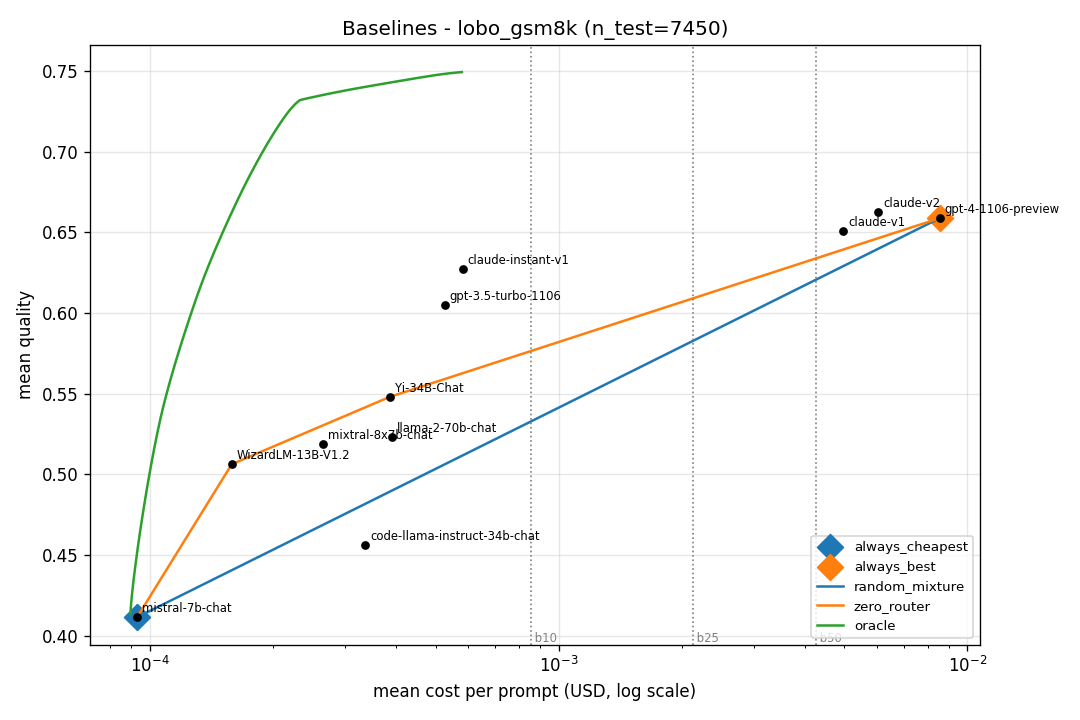 Baselines - lobo_gsm8k (n_test=7450)
mean quality
0.75
0.70
0.65
0.60
0.55
0.50
0.45
0.40
claude-v2
gpt-4-1106-preview
claude-v1
claude-instant-v1
gpt-3.5-turbo-1106
Yi-34B-Chat
llama-2-70b-chat
mixtral-8x7b-chat
WizardLM-13B-V1.2
code-llama-instruct-34b-chat
mistral-7b-chat
always_cheapest
always_best
random_mixture
zero_router
oracle
b10
b25
b50
10⁻⁴
10⁻³
10⁻²
mean cost per prompt (USD, log scale)